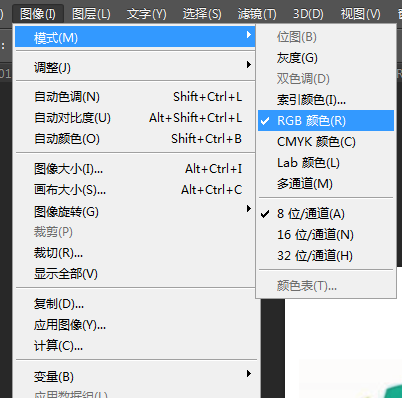 ) 图像(I) 图层(L) 文字(Y) 选择(S) 滤镜(T) 3D(D) 视图(V)
模式(M)
调整(J)
自动色调(N) Shift+Ctrl+L
自动对比度(U) Alt+Shift+Ctrl+L
自动颜色(O) Shift+Ctrl+B
图像大小(I)... Alt+Ctrl+I
画布大小(S)... Alt+Ctrl+C
图像旋转(G)
裁剪(P)
裁切(R)...
显示全部(V)
复制(D)...
应用图像(Y)...
计算(C)...
变量(B)
应用数据组(L)...
位图(B)
灰度(G)
双色调(D)
索引颜色(I)...
RGB 颜色(R)
CMYK 颜色(C)
Lab 颜色(L)
多通道(M)
8 位/通道(A)
16 位/通道(N)
32 位/通道(H)
颜色表(T)...